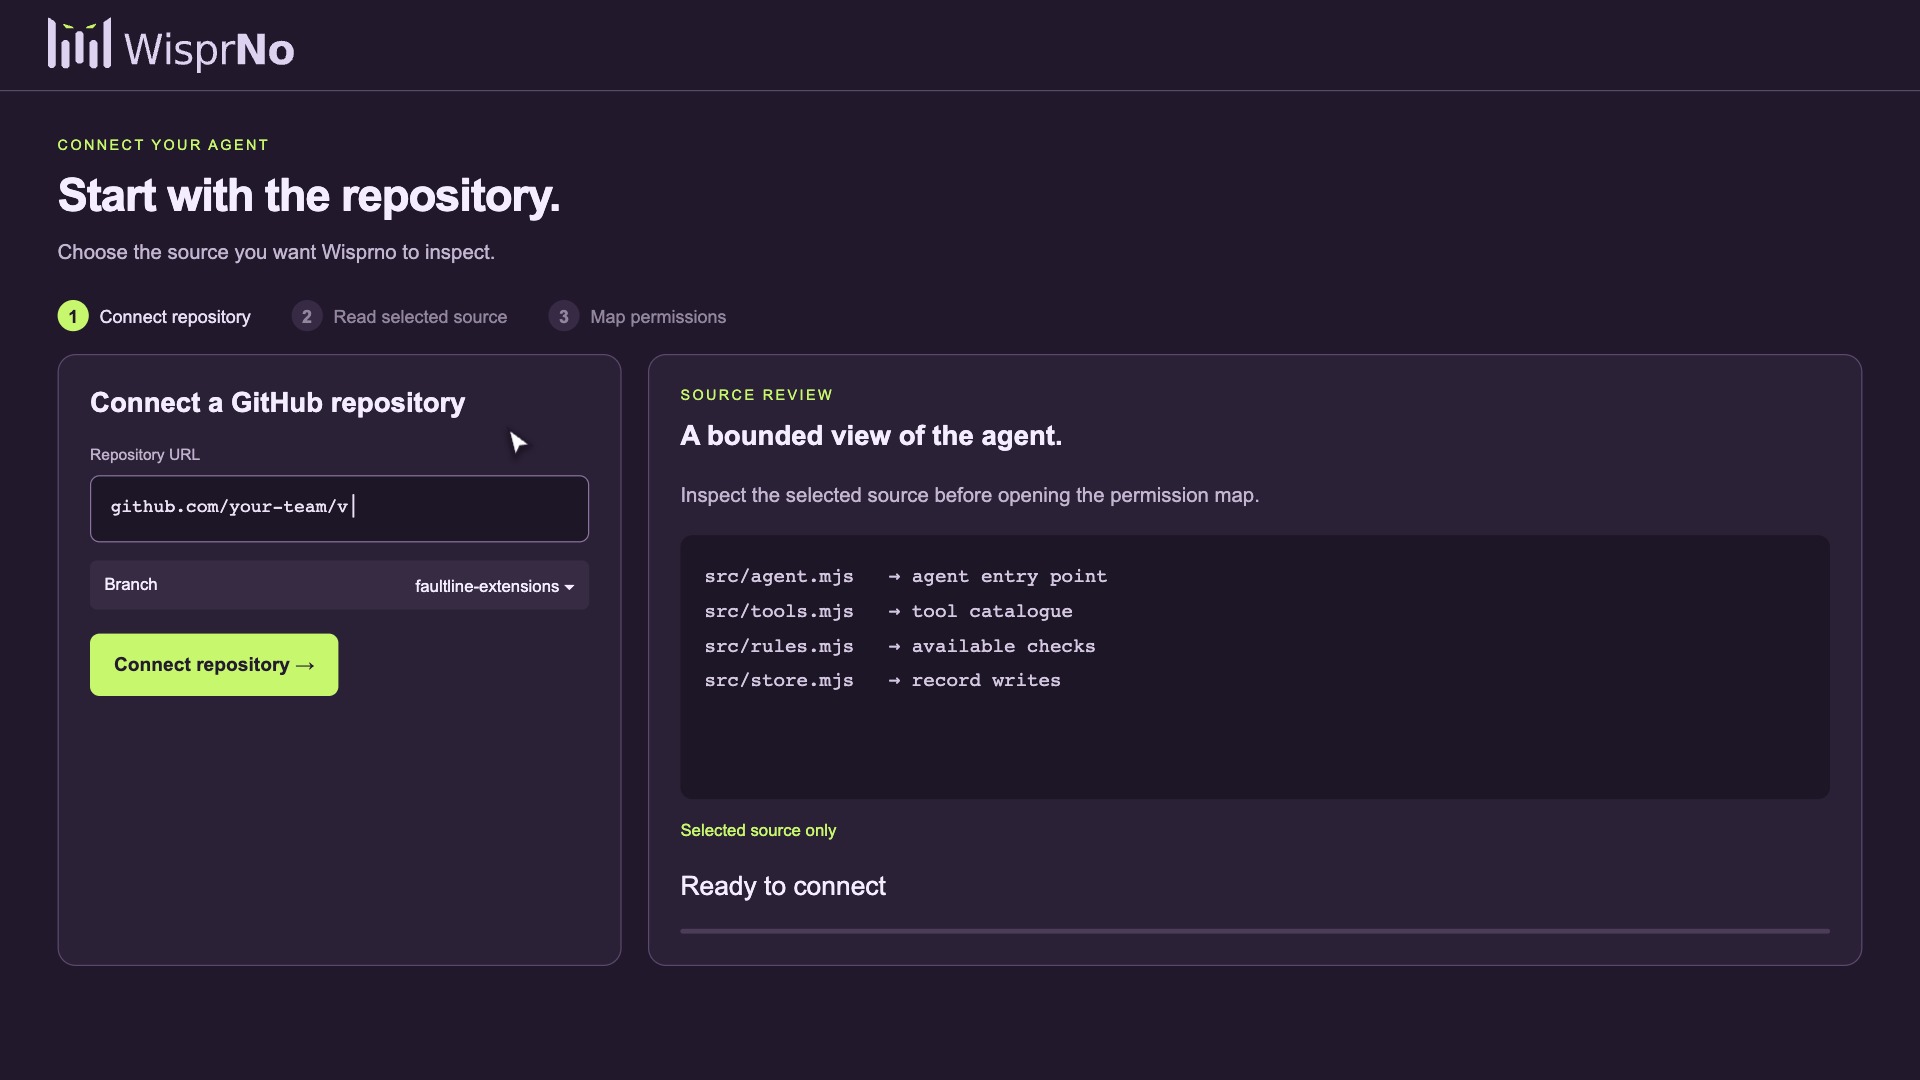 WisprNo
CONNECT YOUR AGENT
Start with the repository.
Choose the source you want Wisprno to inspect.
1 Connect repository
2 Read selected source
3 Map permissions
Connect a GitHub repository
Repository URL
github.com/your-team/v
Branch faultline-extensions
Connect repository →
SOURCE REVIEW
A bounded view of the agent.
Inspect the selected source before opening the permission map.
src/agent.mjs → agent entry point
src/tools.mjs → tool catalogue
src/rules.mjs → available checks
src/store.mjs → record writes
Selected source only
Ready to connect